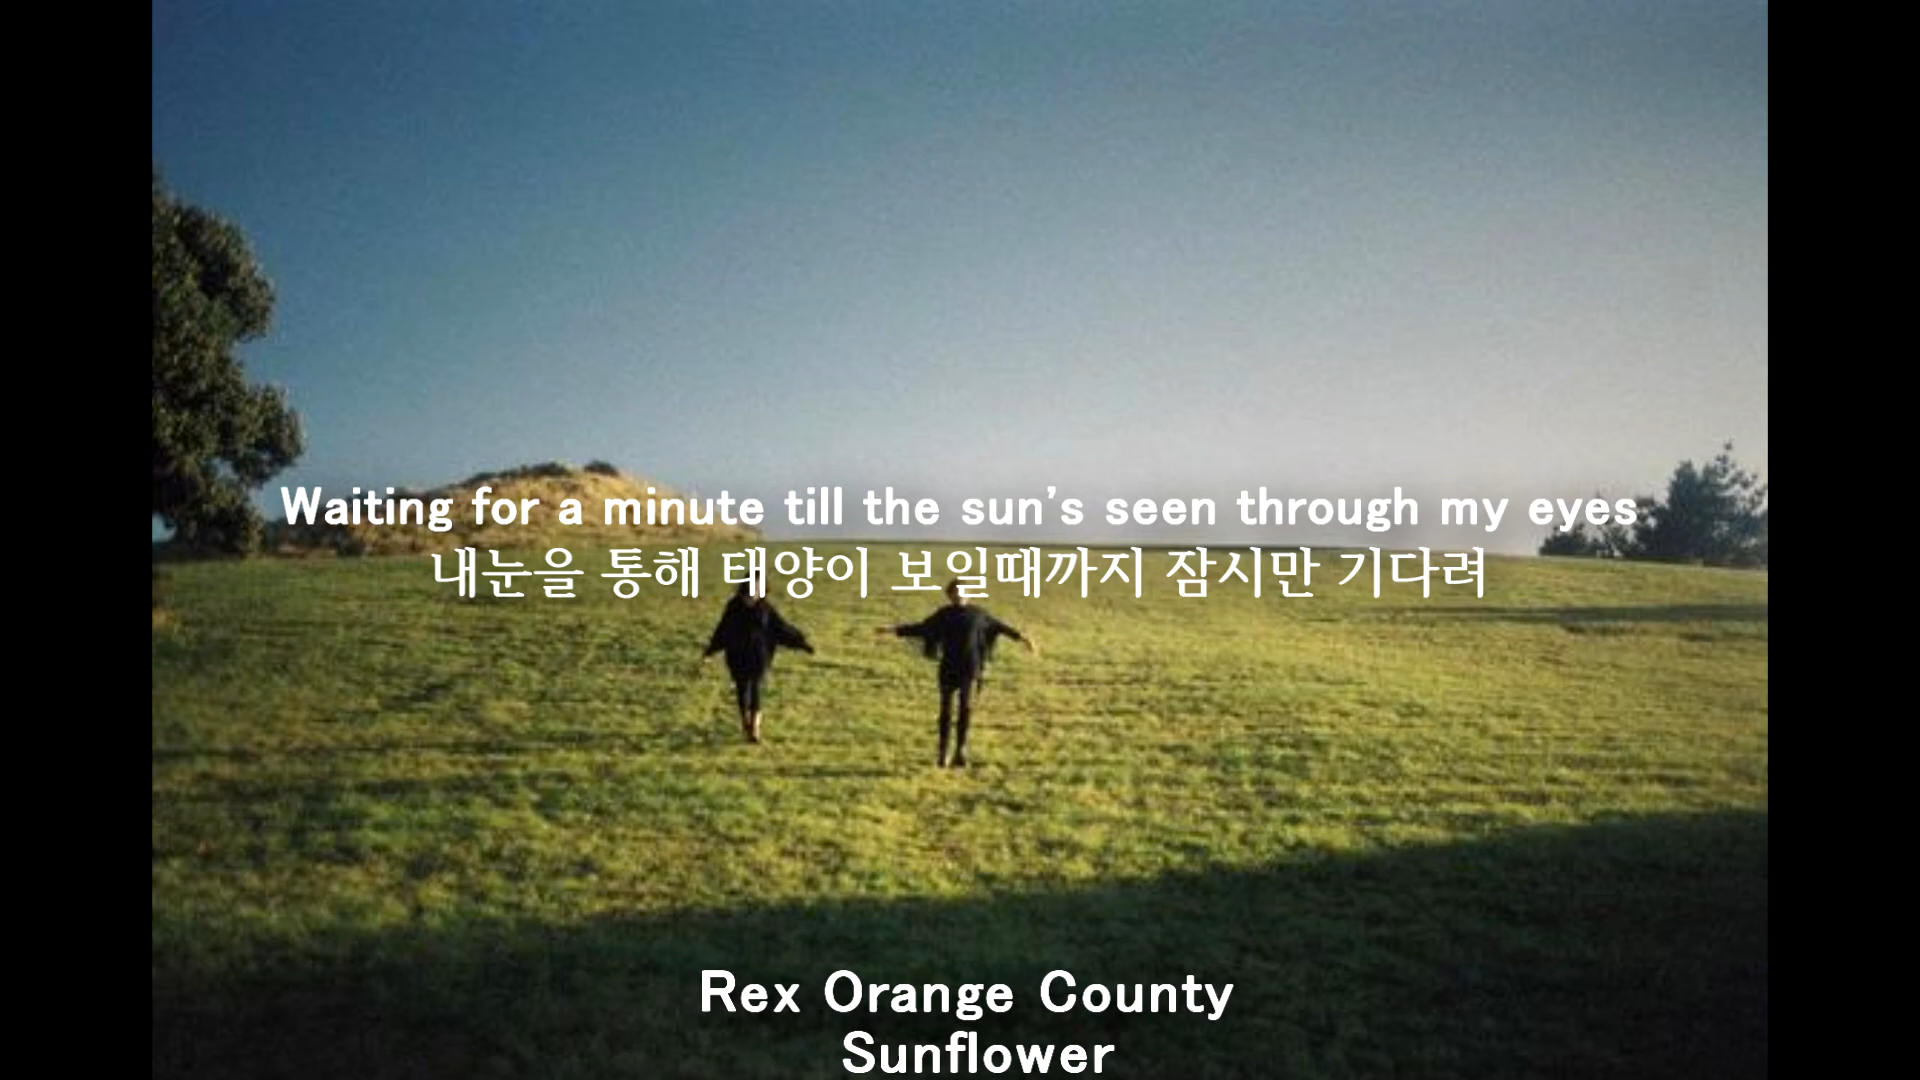 Waiting for a minute till the sun's seen through my eyes
내눈을 통해 태양이 보일때까지 잠시만 기다려
Rex Orange County
Sunflower